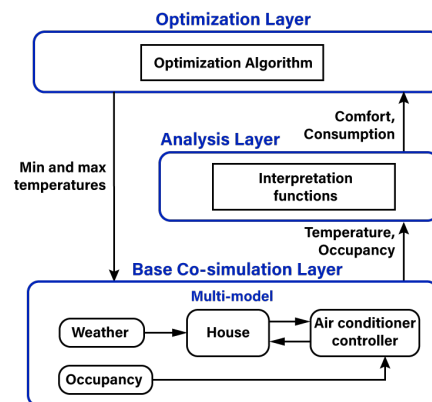 Optimization Layer
Optimization Algorithm
Comfort,
Consumption
Analysis Layer
Min and max
temperatures
Interpretation
functions
Temperature,
Occupancy
Base Co-simulation Layer
Multi-model
Weather
House
Air conditioner
controller
Occupancy